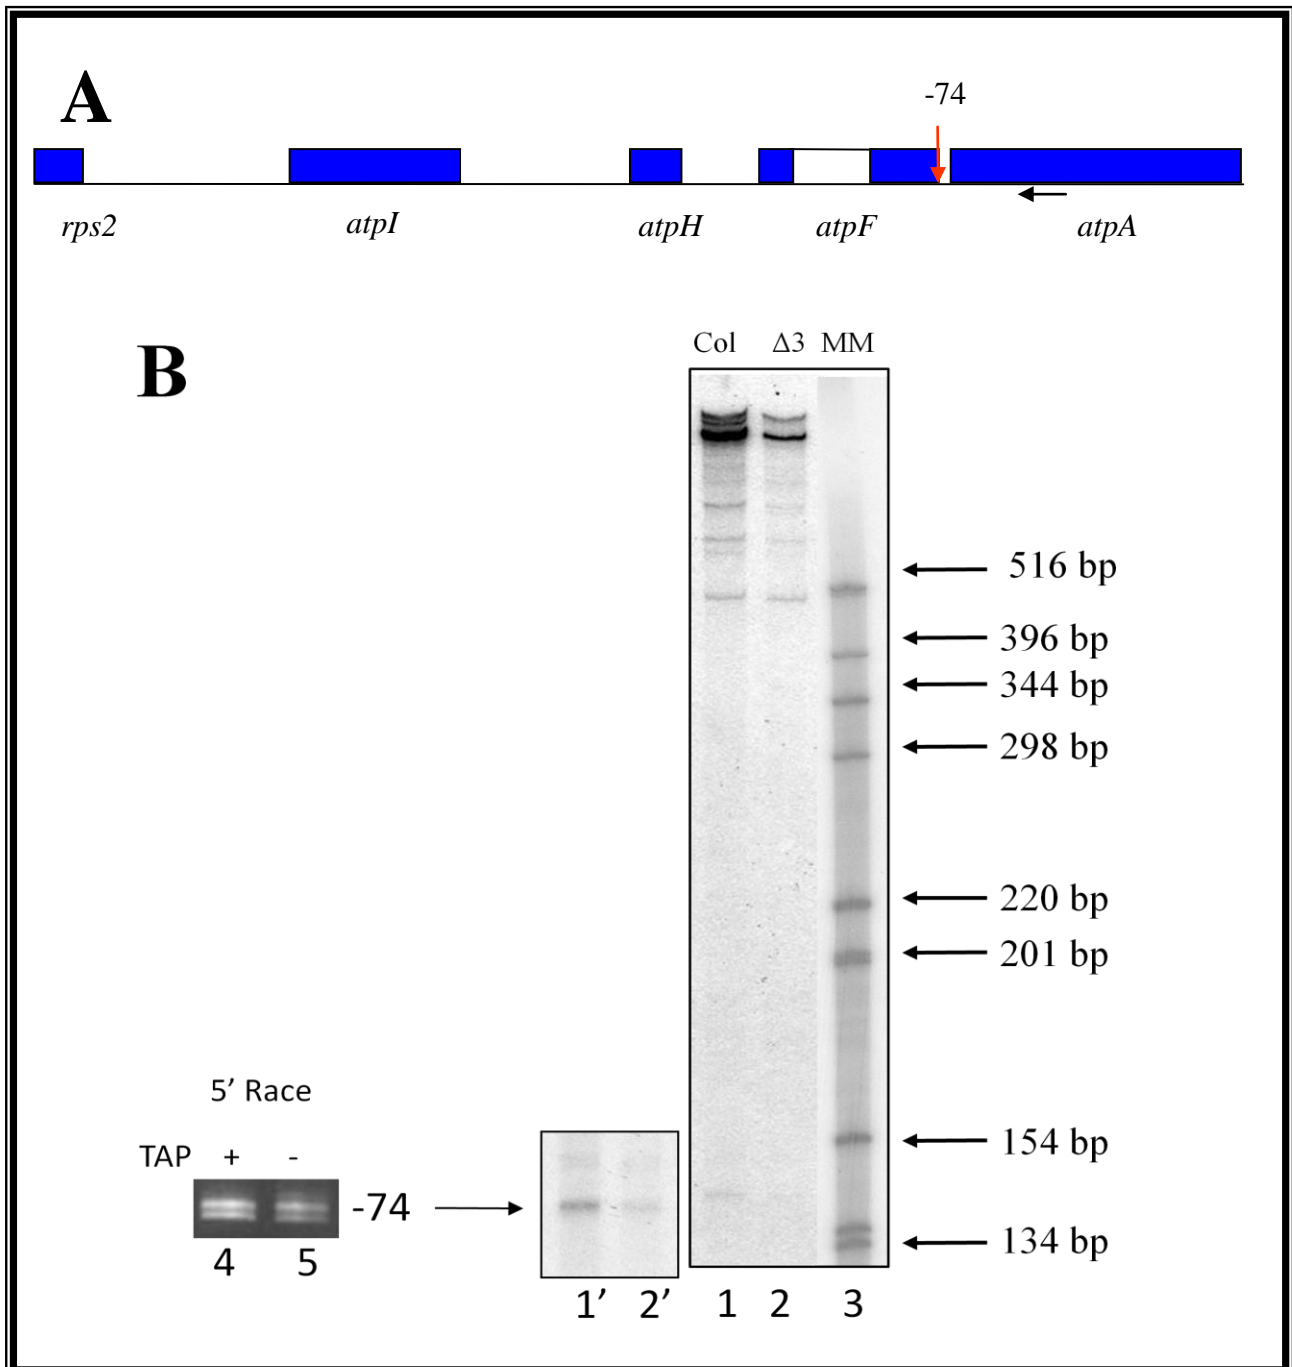 A
-74
rps2 atpI atpH atpF atpA
B
Col Δ3 MM
516 bp
396 bp
344 bp
298 bp
220 bp
201 bp
154 bp
134 bp
5’ Race
TAP + -
-74
4 5
1’ 2’ 1 2 3